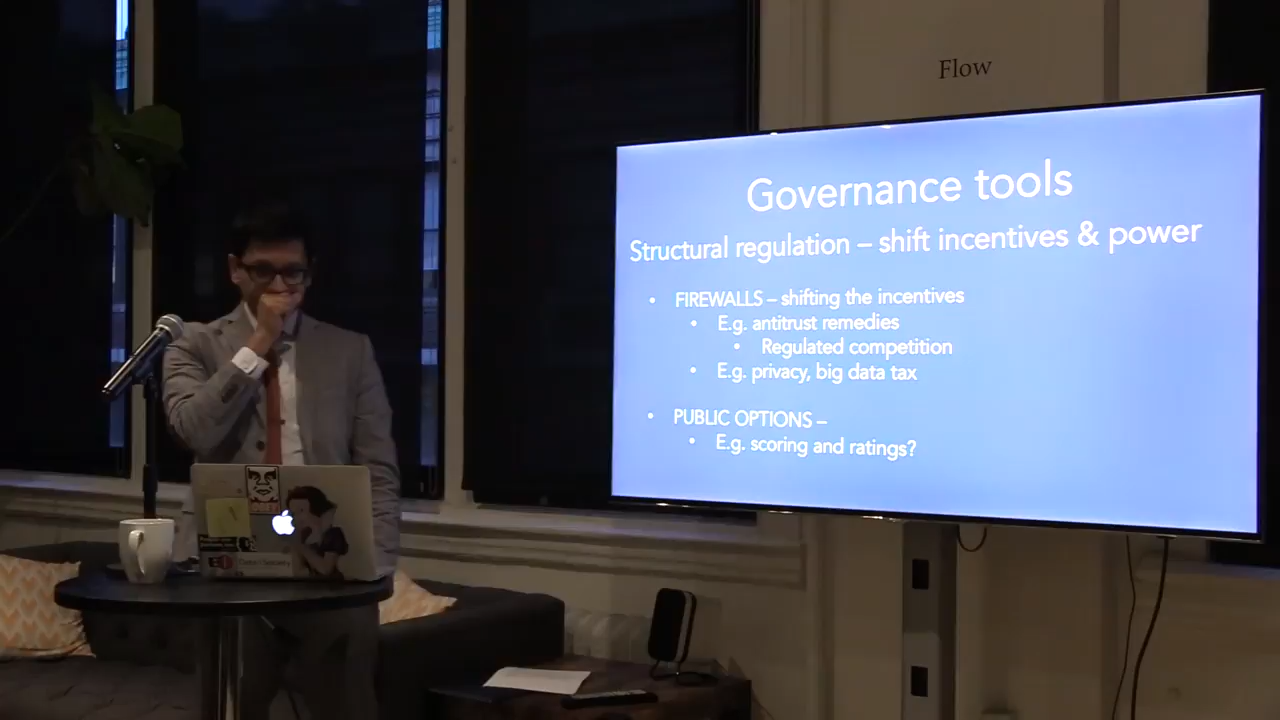 Flow
Governance tools
Structural regulation – shift incentives & power
• FIREWALLS – shifting the incentives
• E.g. antitrust remedies
• Regulated competition
• E.g. privacy, big data tax
• PUBLIC OPTIONS –
• E.g. scoring and ratings?